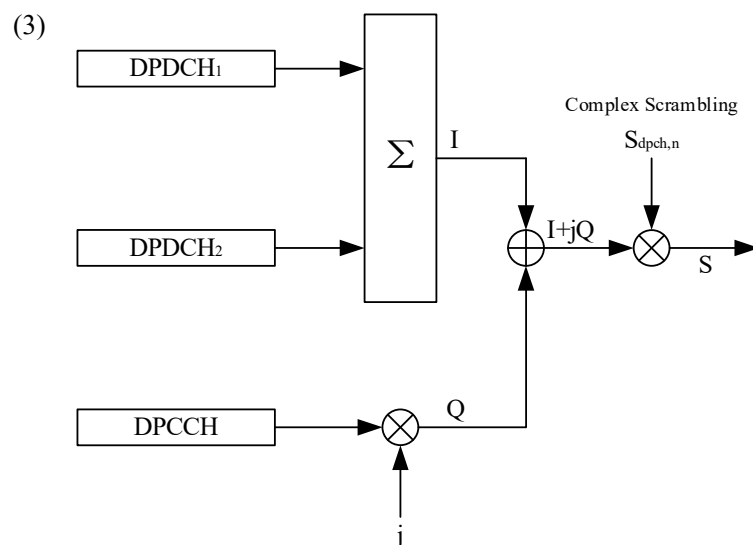 (3)
DPDCH₁
Complex Scrambling
Sdpch,n
I
Σ
DPDCH₂
I+jQ
S
DPCCH
Q
j